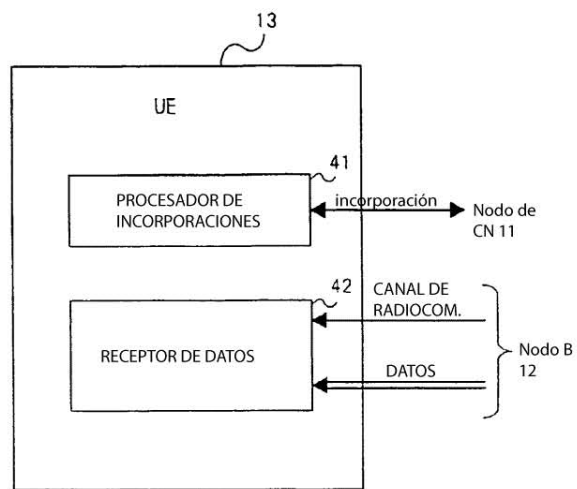 13
UE
41
PROCESADOR DE
INCORPORACIONES
incorporación
Nodo de
CN 11
42
CANAL DE
RADIOCOM.
RECEPTOR DE DATOS
DATOS
Nodo B
12